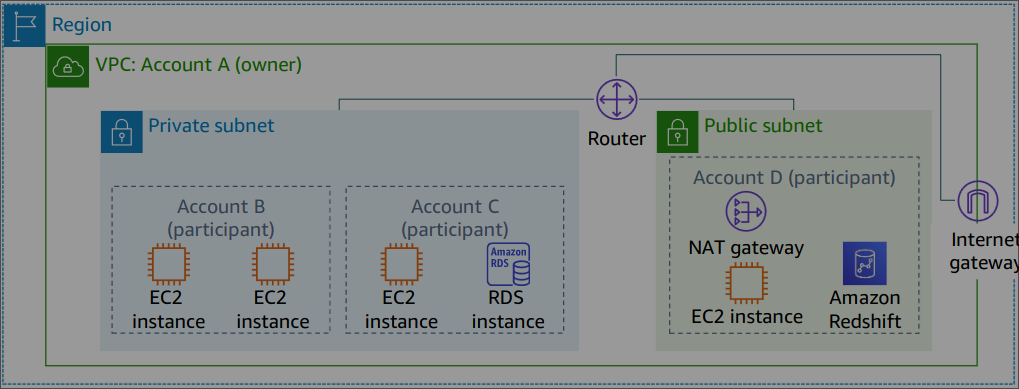 Region
VPC: Account A (owner)
Private subnet
Router
Public subnet
Account B
(participant)
EC2
instance
EC2
instance
Account C
(participant)
EC2
instance
Amazon
RDS
RDS
instance
Account D (participant)
NAT gateway
EC2 instance
Amazon
Redshift
Internet
gateway